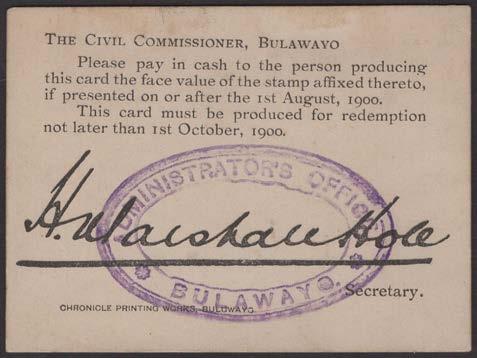 THE CIVIL COMMISSIONER, BULAWAYO
Please pay in cash to the person producing
this card the face value of the stamp affixed thereto,
if presented on or after the 1st August, 1900.
This card must be produced for redemption
not later than 1st October, 1900.
ADMINISTRATOR'S OFFICE
H. Marshall Hole
BULAWAYO.
Secretary.
CHRONICLE PRINTING WORKS, BULUWAYO